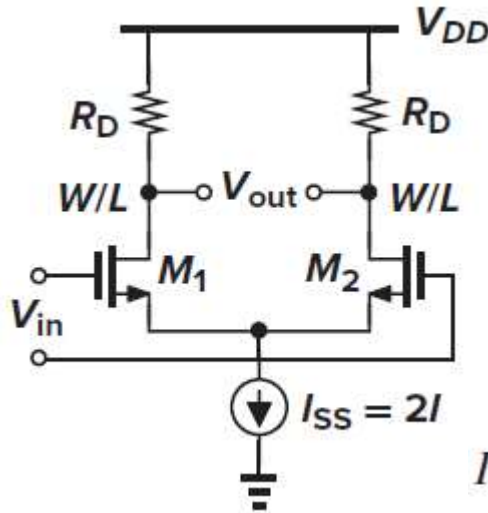 V_DD
R_D R_D
W/L V_out W/L
M_1 M_2
V_in
I_SS = 2I
I